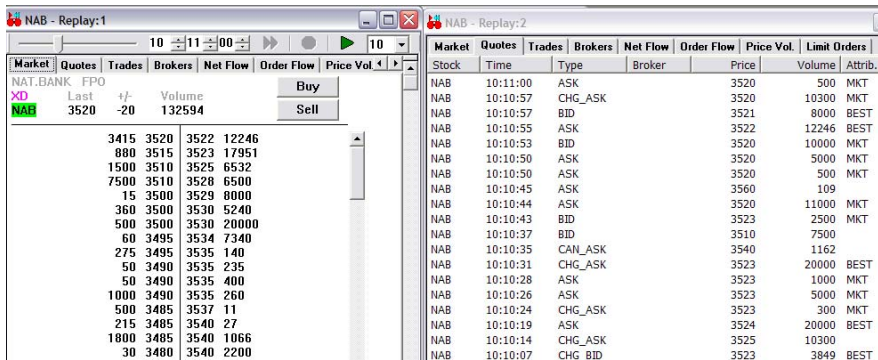 NAB - Replay:1
10 11 00 10
Market Quotes Trades Brokers Net Flow Order Flow Price Vol.
NAT.BANK FPO
Buy
XD Last +/- Volume
NAB 3520 -20 132594
Sell
3415 3520 3522 12246
880 3515 3523 17951
1500 3510 3525 6532
7500 3510 3528 6500
15 3500 3529 8000
360 3500 3530 5240
500 3500 3530 20000
60 3495 3534 7340
275 3495 3535 140
50 3490 3535 235
50 3490 3535 400
1000 3490 3535 260
500 3485 3537 11
215 3485 3540 27
1800 3485 3540 1066
30 3480 3540 2200
NAB - Replay:2
Market Quotes Trades Brokers Net Flow Order Flow Price Vol. Limit Orders
Stock Time Type Broker Price Volume Attrib.
NAB 10:11:00 ASK 3520 500 MKT
NAB 10:10:57 CHG_ASK 3520 10300 MKT
NAB 10:10:57 BID 3521 8000 BEST
NAB 10:10:55 ASK 3522 12246 BEST
NAB 10:10:53 BID 3520 10000 MKT
NAB 10:10:50 ASK 3520 5000 MKT
NAB 10:10:50 ASK 3520 500 MKT
NAB 10:10:45 ASK 3560 109
NAB 10:10:44 ASK 3520 11000 MKT
NAB 10:10:43 BID 3523 2500 MKT
NAB 10:10:37 BID 3510 7500
NAB 10:10:35 CAN_ASK 3540 1162
NAB 10:10:31 CHG_ASK 3523 20000 BEST
NAB 10:10:28 ASK 3523 1000 MKT
NAB 10:10:26 ASK 3523 5000 MKT
NAB 10:10:24 CHG_ASK 3523 300 MKT
NAB 10:10:19 ASK 3524 20000 BEST
NAB 10:10:14 CHG_ASK 3525 10300
NAB 10:10:07 CHG_BID 3523 3849 BEST